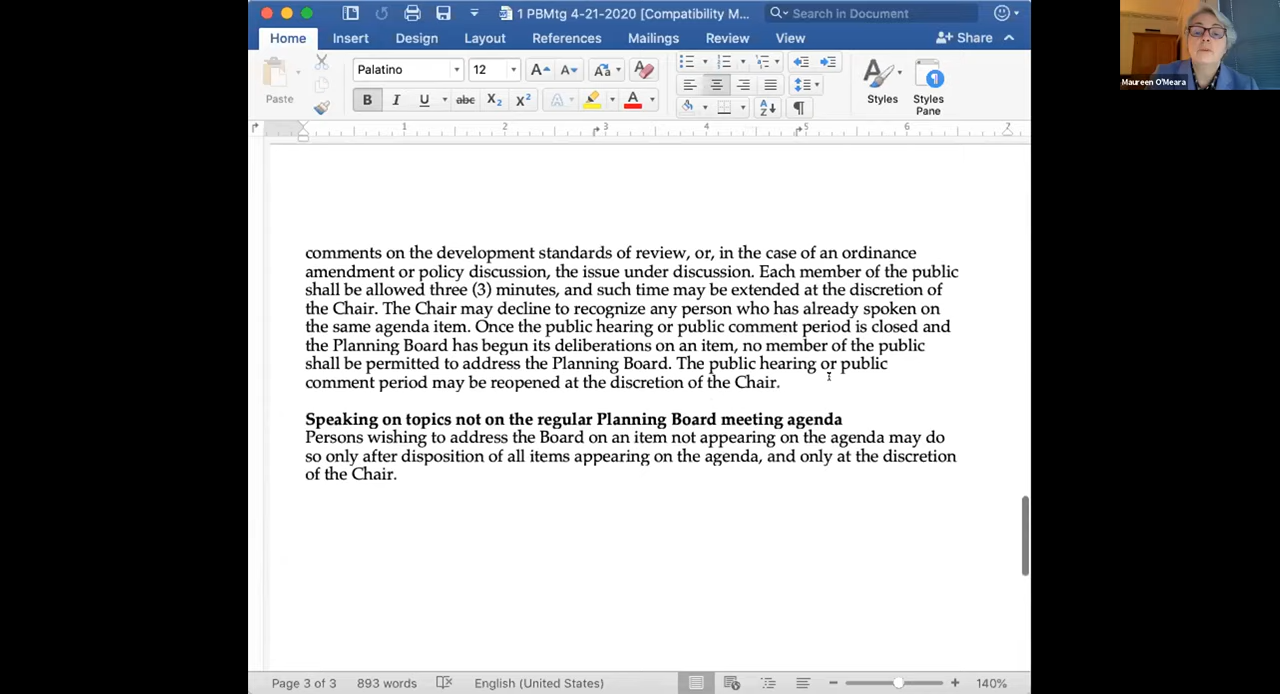 1 PBMtg 4-21-2020 [Compatibility M...
Search in Document
Home Insert Design Layout References Mailings Review View Share
Palatino 12
Paste
B I U abc X2 X2 A A
Styles Styles Pane
1 2 3 4 5 6 7
comments on the development standards of review, or, in the case of an ordinance
amendment or policy discussion, the issue under discussion. Each member of the public
shall be allowed three (3) minutes, and such time may be extended at the discretion of
the Chair. The Chair may decline to recognize any person who has already spoken on
the same agenda item. Once the public hearing or public comment period is closed and
the Planning Board has begun its deliberations on an item, no member of the public
shall be permitted to address the Planning Board. The public hearing or public
comment period may be reopened at the discretion of the Chair.
Speaking on topics not on the regular Planning Board meeting agenda
Persons wishing to address the Board on an item not appearing on the agenda may do
so only after disposition of all items appearing on the agenda, and only at the discretion
of the Chair.
Page 3 of 3 893 words English (United States) 140%
Maureen O'Meara